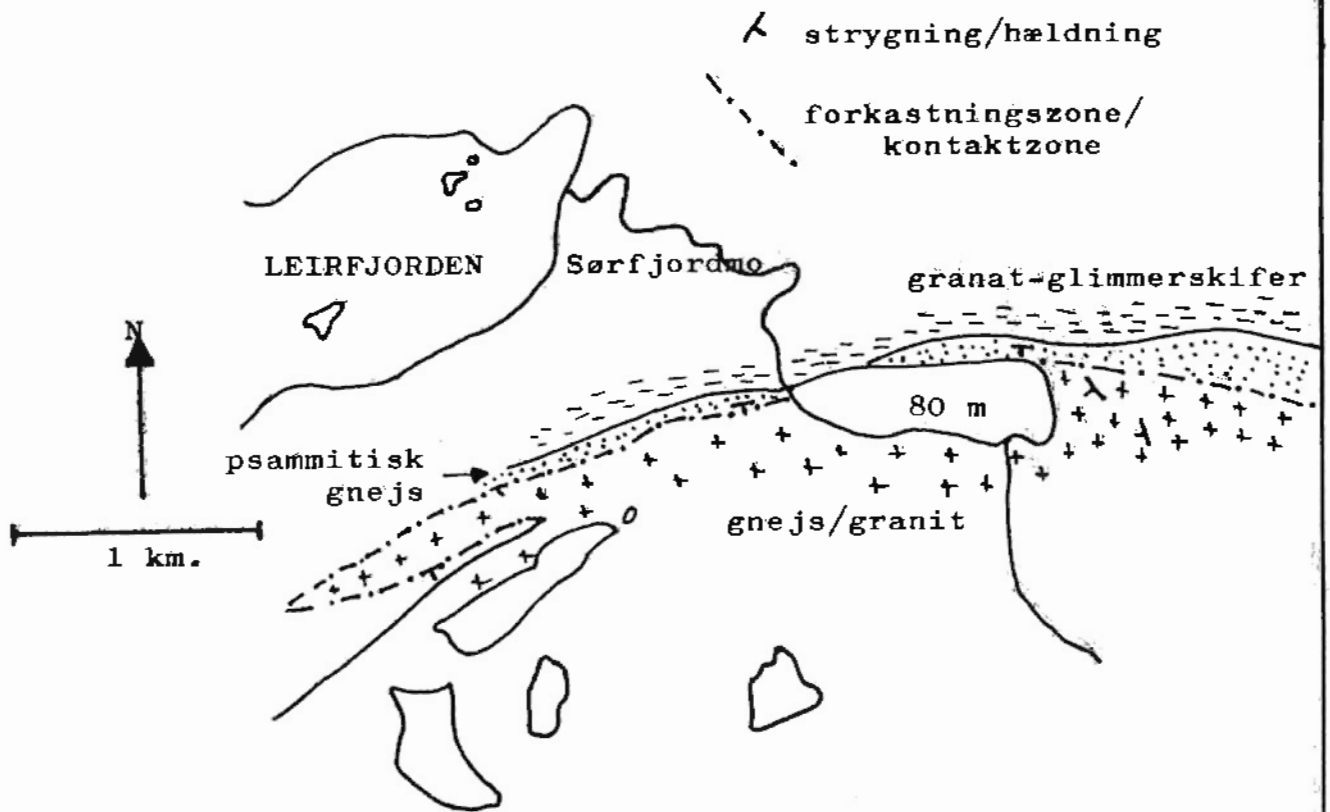 strygning/hældning
forkastningszone/
kontaktzone
LEIRFJORDEN
Sørfjordmo
granat-glimmerskifer
N
80 m
psammitisk
gnejs
gnejs/granit
1 km.